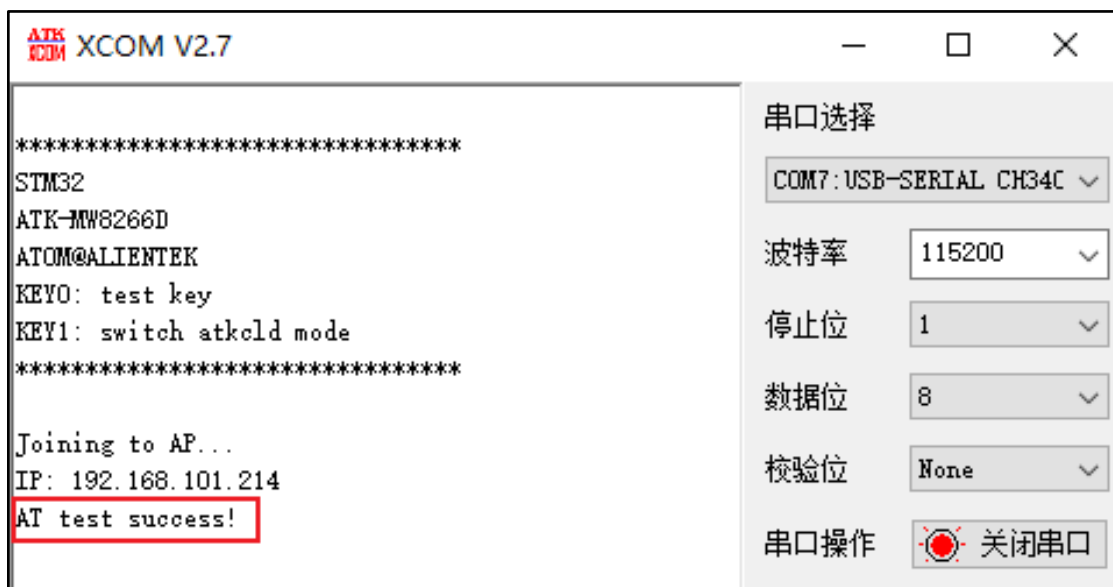 ATK XCOM XCOM V2.7
*********************************
STM32
ATK-MW8266D
ATOM@ALIENTEK
KEY0: test key
KEY1: switch atkcld mode
*********************************
Joining to AP...
IP: 192.168.101.214
AT test success!
串口选择
COM7:USB-SERIAL CH340
波特率 115200
停止位 1
数据位 8
校验位 None
串口操作 关闭串口